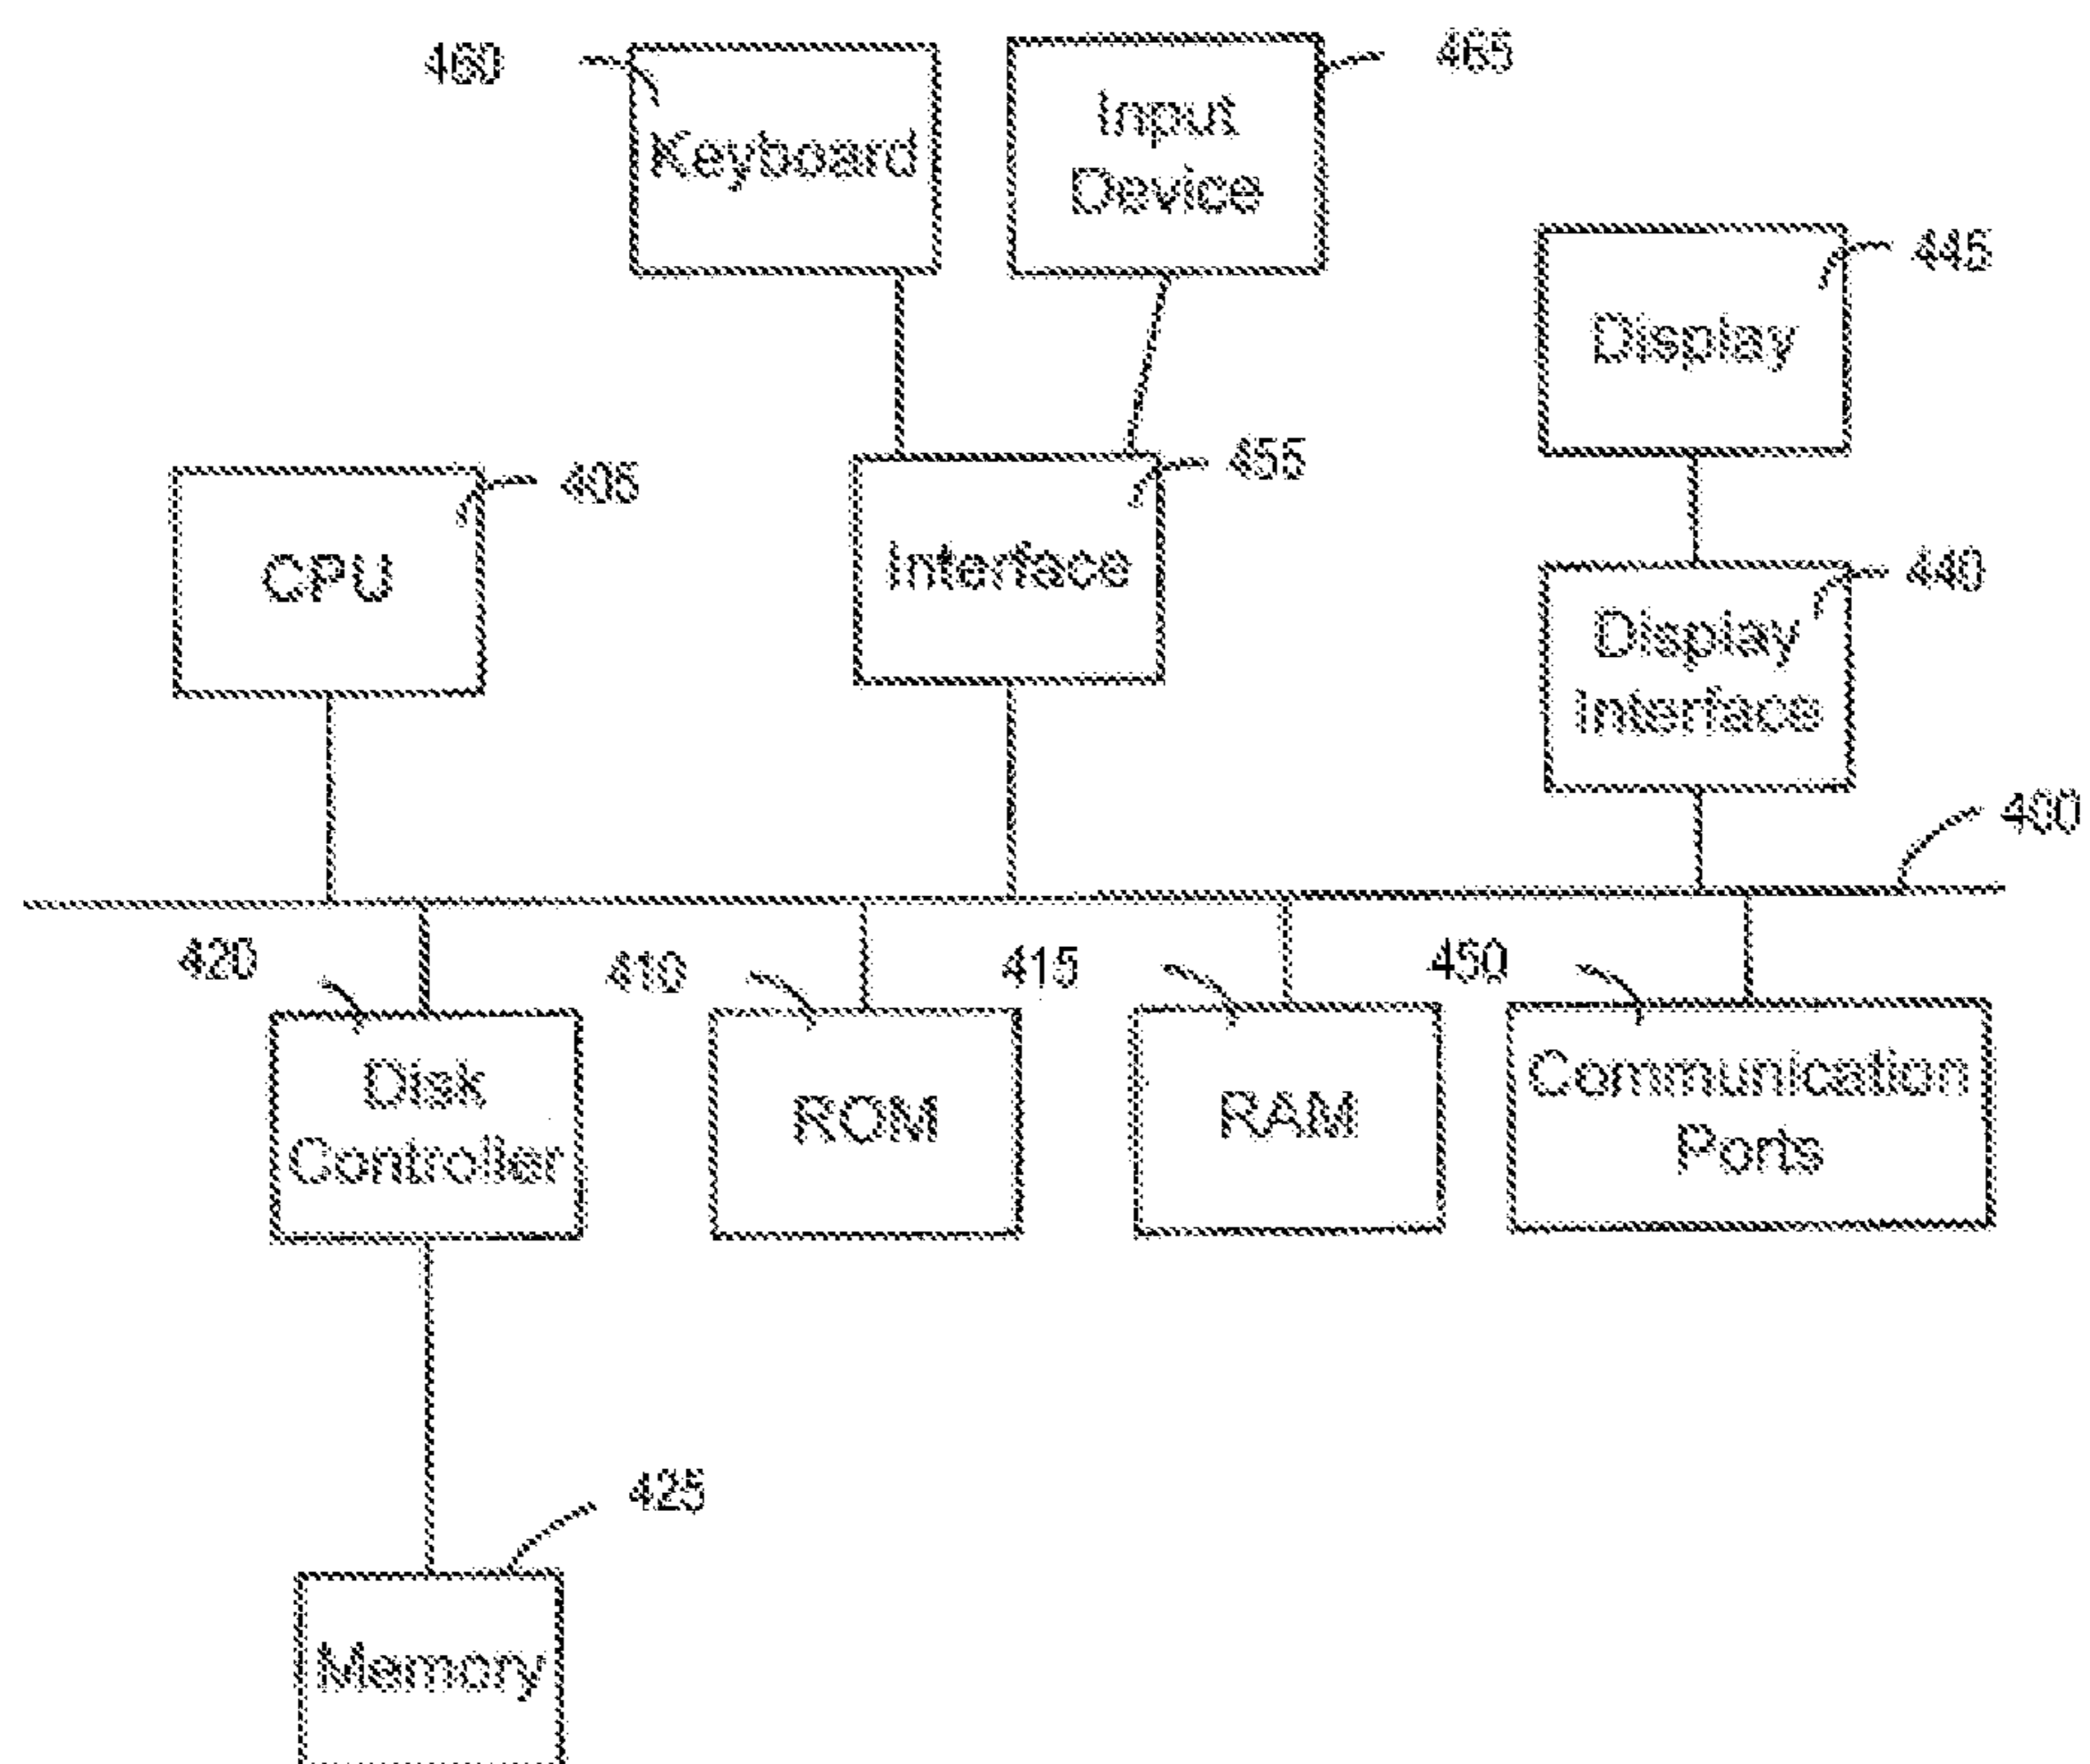 460
465
Keyboard
Input
Device
445
Display
455
405
CPU
Interface
440
Display
Interface
400
420
410
415
450
Disk
Controller
ROM
RAM
Communication
Ports
425
Memory